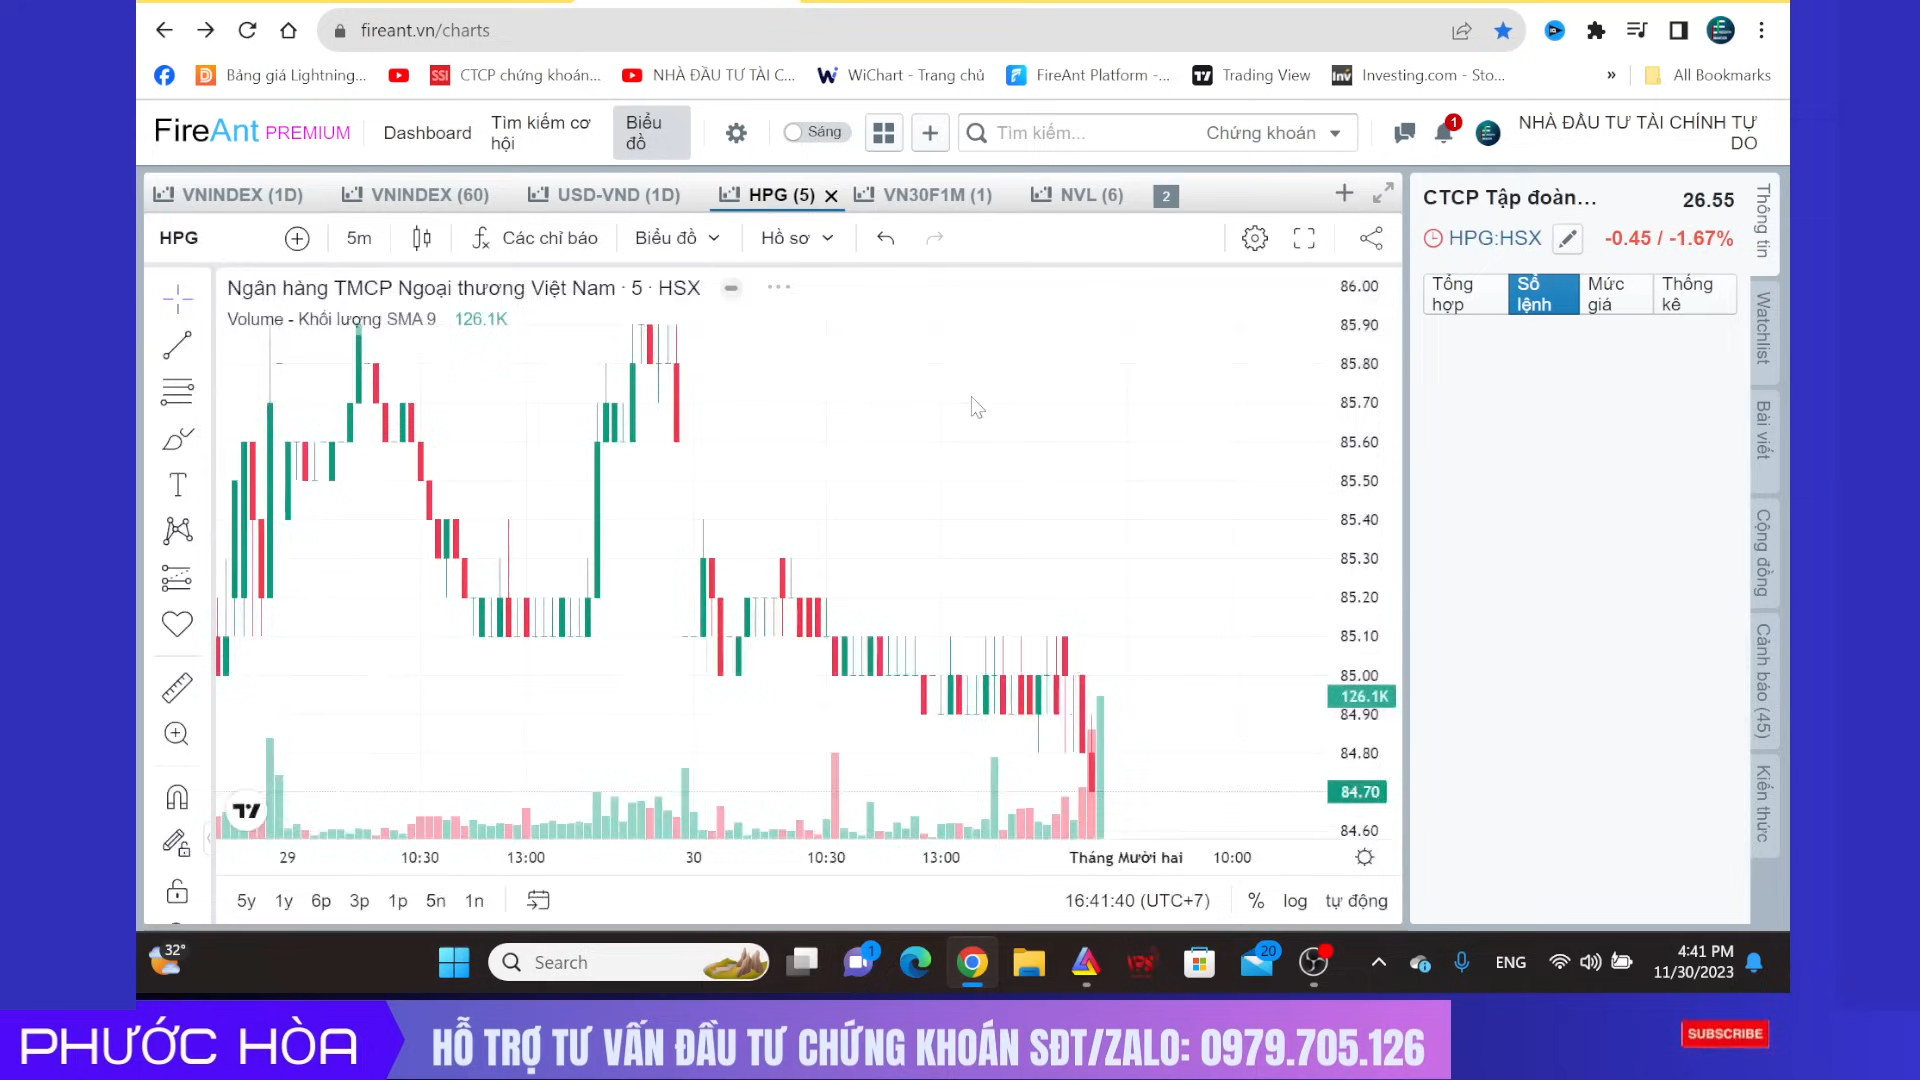 fireant.vn/charts
Bảng giá Lightning...
SSI
CTCP chứng khoán...
NHÀ ĐẦU TƯ TÀI C...
WiChart - Trang chủ
FireAnt Platform -...
Trading View
Inv
Investing.com - Sto...
»
All Bookmarks
FireAnt PREMIUM
Dashboard
Tìm kiếm cơ
hội
Biểu
đồ
Sáng
Tìm kiếm...
Chứng khoán
1
NHÀ ĐẦU TƯ TÀI CHÍNH TỰ
DO
VNINDEX (1D)
VNINDEX (60)
USD-VND (1D)
HPG (5)
VN30F1M (1)
NVL (6)
2
HPG
5m
Các chỉ báo
Biểu đồ
Hồ sơ
Ngân hàng TMCP Ngoại thương Việt Nam · 5 · HSX
Volume - Khối lượng SMA 9 126.1K
86.00
85.90
85.80
85.70
85.60
85.50
85.40
85.30
85.20
85.10
85.00
126.1K
84.90
84.80
84.70
84.60
29
10:30
13:00
30
10:30
13:00
Tháng Mười hai
10:00
5y
1y
6p
3p
1p
5n
1n
16:41:40 (UTC+7)
%
log
tự động
CTCP Tập đoàn...
26.55
HPG:HSX
-0.45 / -1.67%
Tổng
hợp
Sổ
lệnh
Mức
giá
Thống
kê
Thông tin
Watchlist
Bài viết
Cộng đồng
Cảnh báo (45)
Kiến thức
32°
Search
1
20
ENG
4:41 PM
11/30/2023
PHƯỚC HÒA
HỖ TRỢ TƯ VẤN ĐẦU TƯ CHỨNG KHOÁN SĐT/ZALO: 0979.705.126
SUBSCRIBE